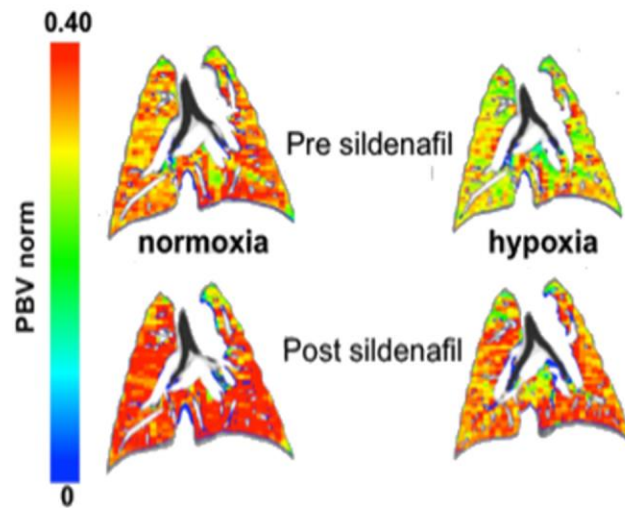 0.40
PBV norm
0
Pre sildenafil
normoxia
hypoxia
Post sildenafil